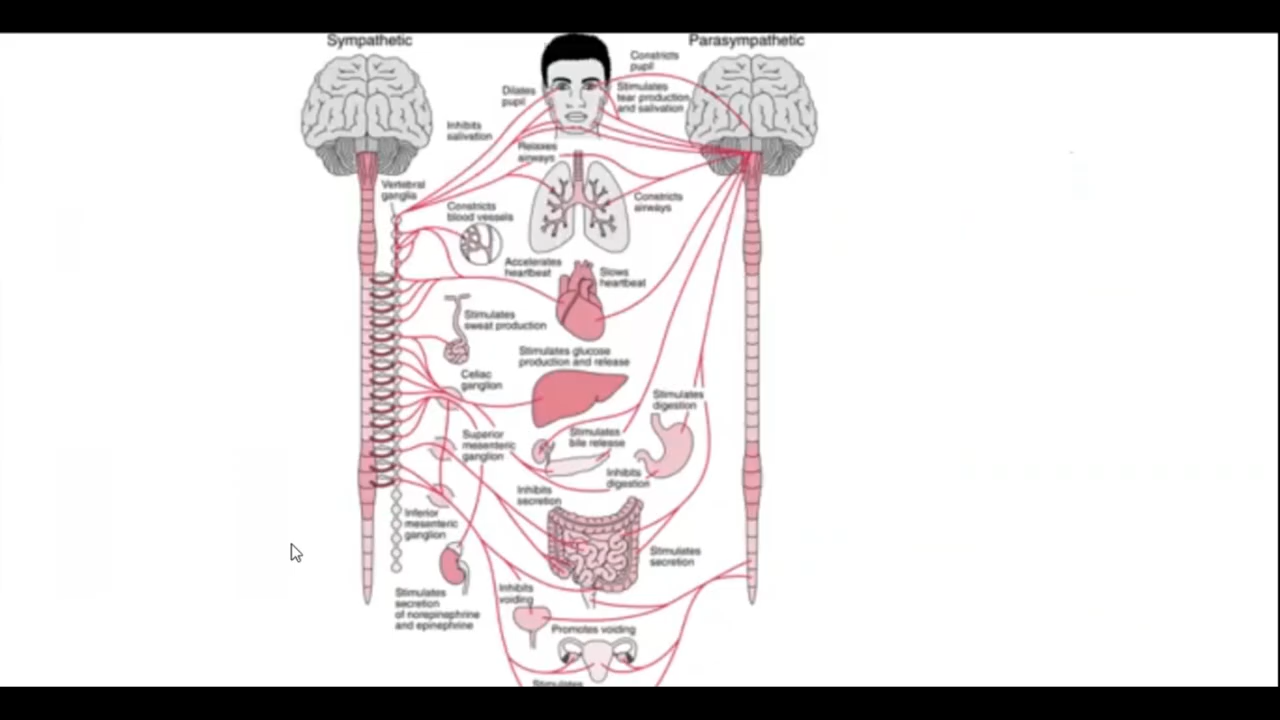 Sympathetic
Parasympathetic
Constricts
pupil
Dilates
pupil
Stimulates
tear production
and salivation
Inhibits
salivation
Relaxes
airways
Vertebral
ganglia
Constricts
blood vessels
Constricts
airways
Accelerates
heartbeat
Slows
heartbeat
Stimulates
sweat production
Stimulates glucose
production and release
Celiac
ganglion
Stimulates
digestion
Superior
mesenteric
ganglion
Stimulates
bile release
Inhibits
digestion
Inhibits
secretion
Inferior
mesenteric
ganglion
Stimulates
secretion
Stimulates
secretion
of norepinephrine
and epinephrine
Inhibits
voiding
Promotes voiding
Stimulates